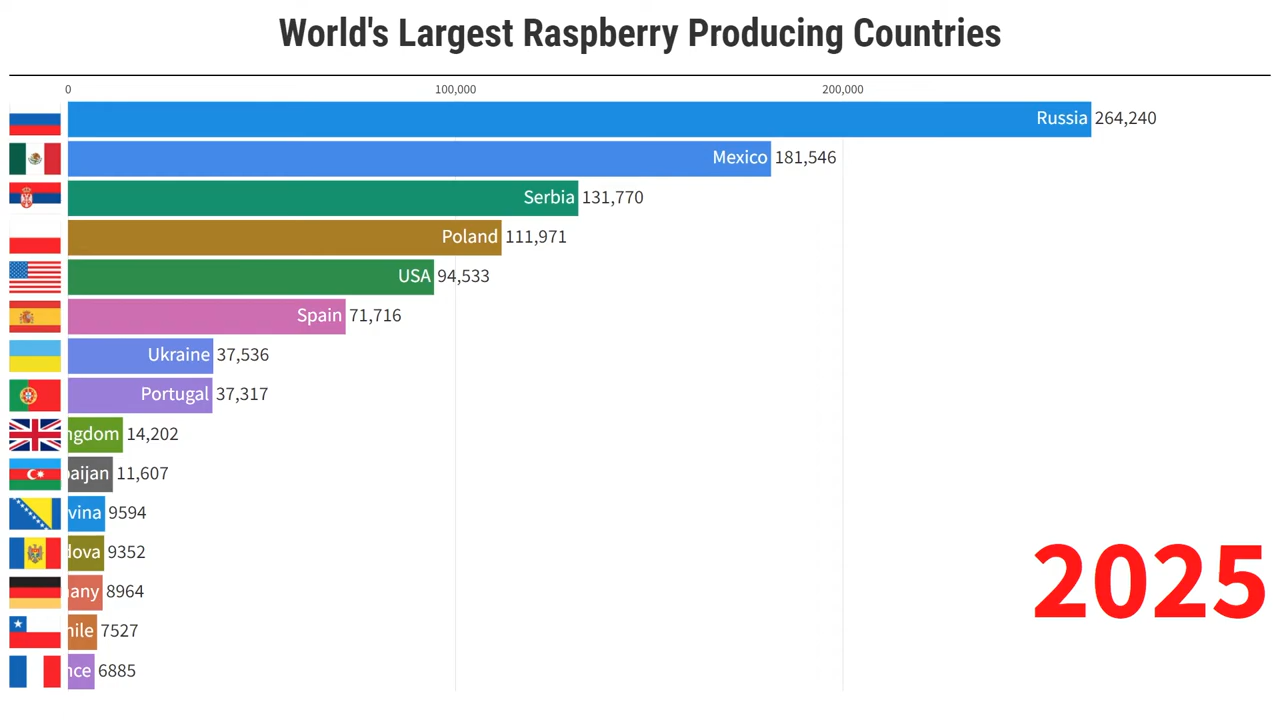 World's Largest Raspberry Producing Countries
0 100,000 200,000
Russia 264,240
Mexico 181,546
Serbia 131,770
Poland 111,971
USA 94,533
Spain 71,716
Ukraine 37,536
Portugal 37,317
ngdom 14,202
aijan 11,607
vina 9594
dova 9352
any 8964
hile 7527
nce 6885
2025